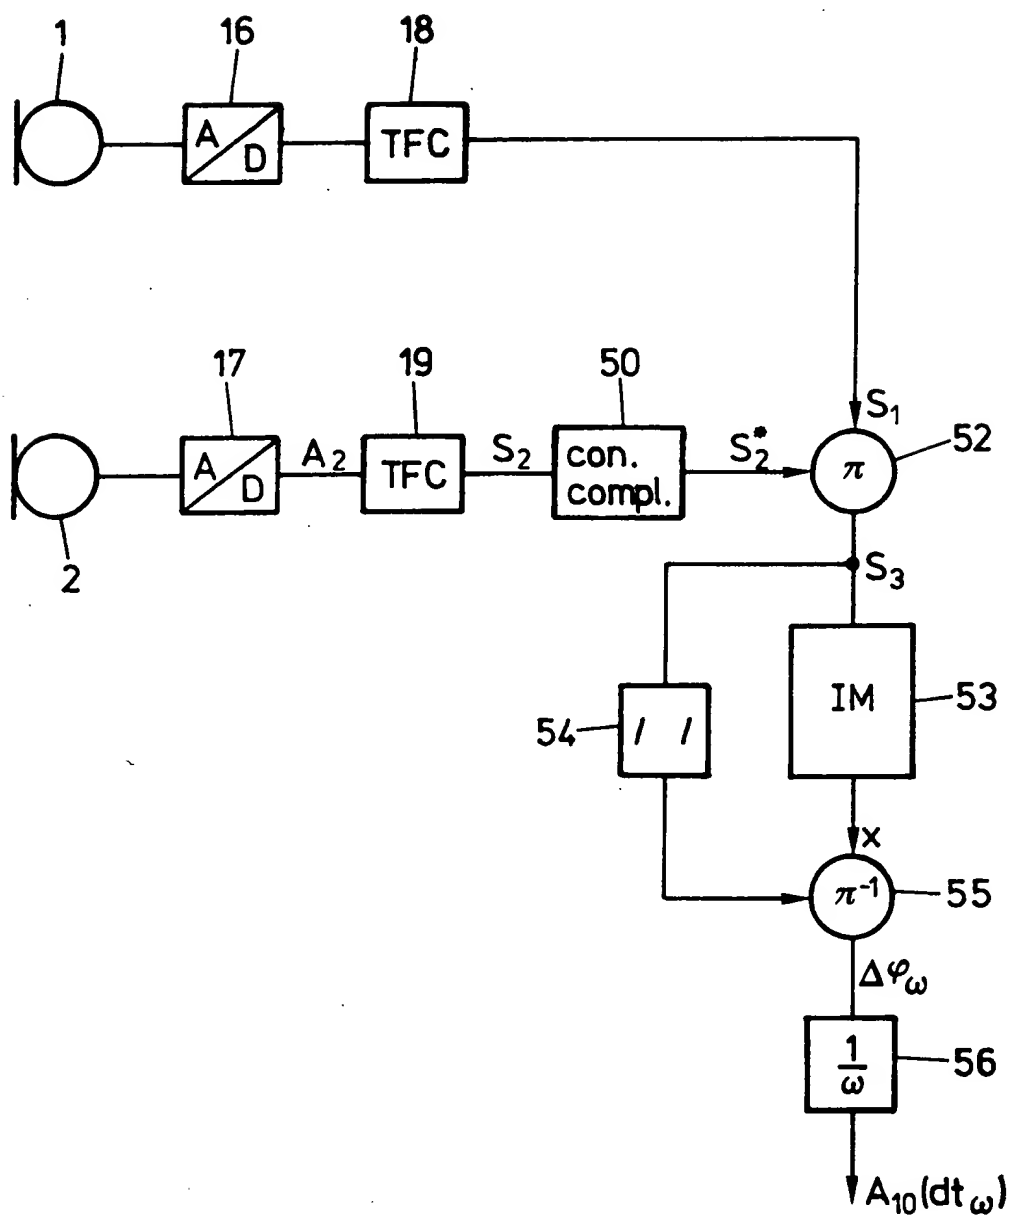 1
16
18
A
D
TFC
17
19
50
S₁
52
A
D
A₂
TFC
S₂
con.
compl.
S₂*
π
2
S₃
54
/ /
IM
53
x
π⁻¹
55
Δφω
1
ω
56
A₁₀(dtω)